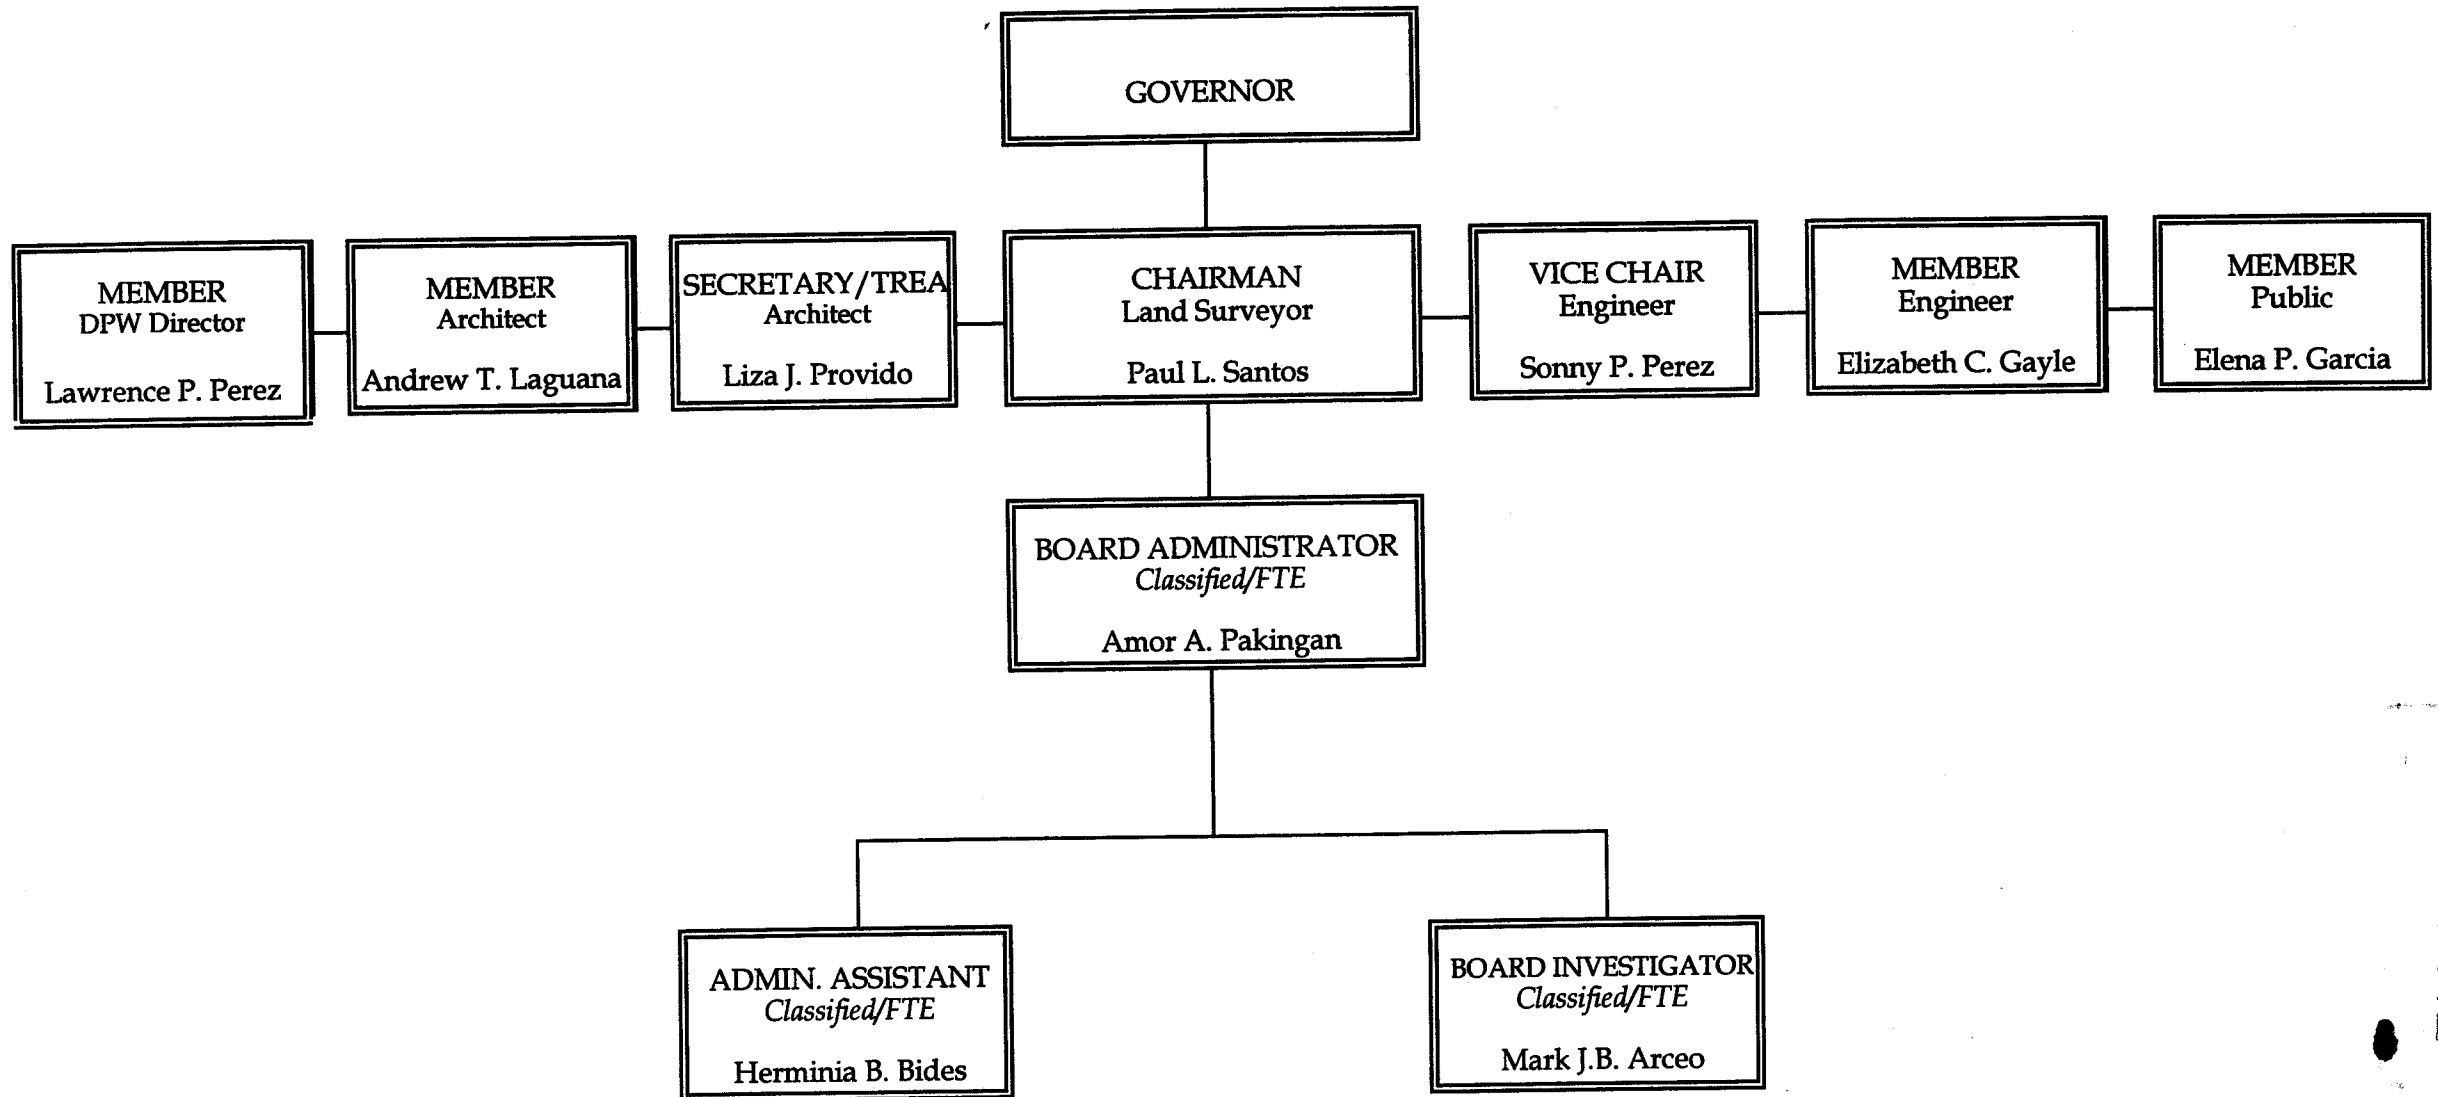 GOVERNOR
MEMBER
DPW Director
Lawrence P. Perez
MEMBER
Architect
Andrew T. Laguana
SECRETARY/TREA
Architect
Liza J. Provido
CHAIRMAN
Land Surveyor
Paul L. Santos
VICE CHAIR
Engineer
Sonny P. Perez
MEMBER
Engineer
Elizabeth C. Gayle
MEMBER
Public
Elena P. Garcia
BOARD ADMINISTRATOR
Classified/FTE
Amor A. Pakingan
ADMIN. ASSISTANT
Classified/FTE
Herminia B. Bides
BOARD INVESTIGATOR
Classified/FTE
Mark J.B. Arceo